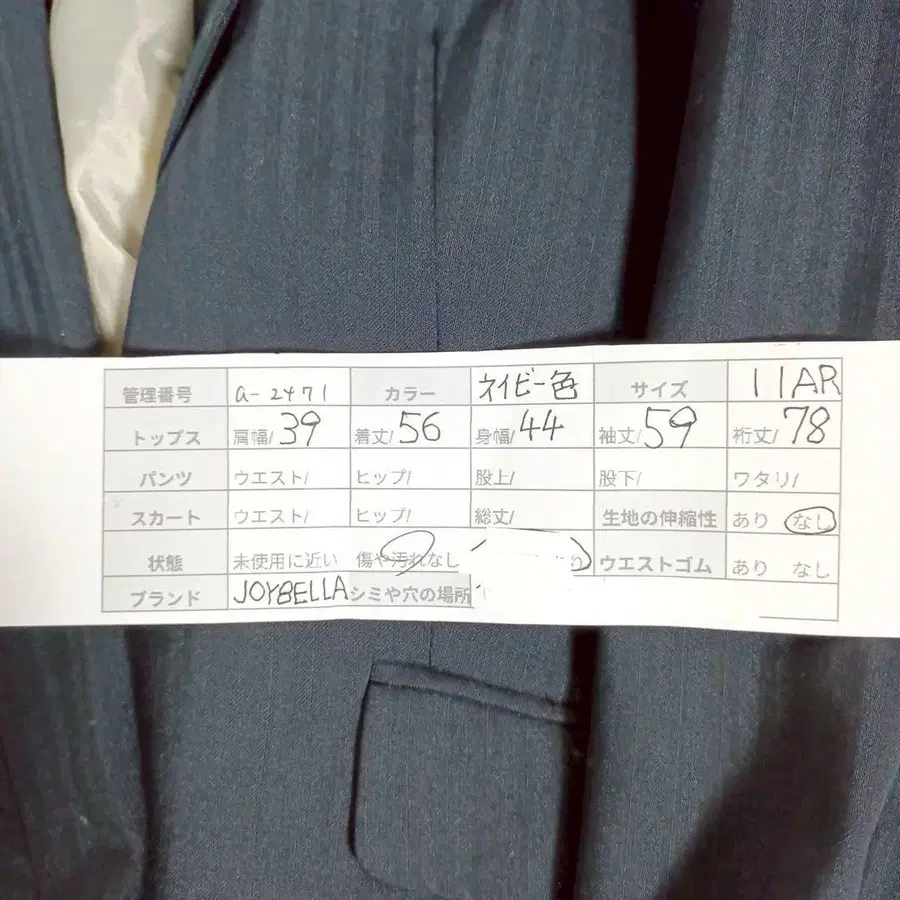 管理番号 a-2471 カラー ネイビー色 サイズ 11AR
トップス 肩幅/39 着丈/56 身幅/44 袖丈/59 裄丈/78
パンツ ウエスト/ ヒップ/ 股上/ 股下/ ワタリ/
スカート ウエスト/ ヒップ/ 総丈/ 生地の伸縮性 あり なし
状態 未使用に近い 傷や汚れなし ウエストゴム あり なし
ブランド JOYBELLA シミや穴の場所